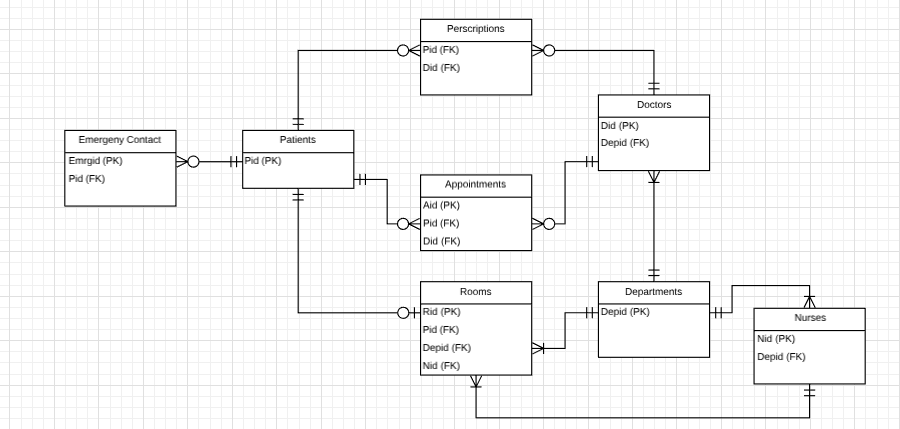 Perscriptions
Pid (FK)
Did (FK)
Doctors
Did (PK)
Depid (FK)
Emergeny Contact
Emrgid (PK)
Pid (FK)
Patients
Pid (PK)
Appointments
Aid (PK)
Pid (FK)
Did (FK)
Rooms
Rid (PK)
Pid (FK)
Depid (FK)
Nid (FK)
Departments
Depid (PK)
Nurses
Nid (PK)
Depid (FK)